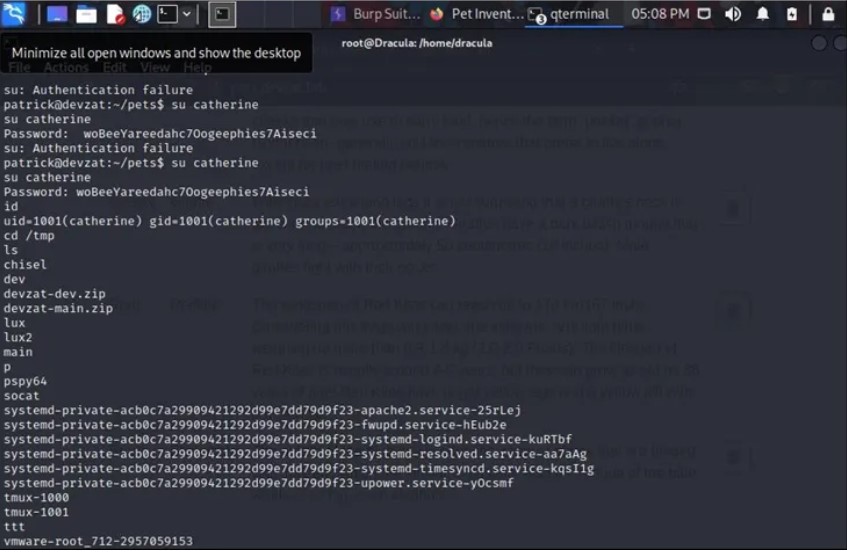 Burp Suit... Pet Invent... qterminal 05:08 PM
3
root@Dracula: /home/dracula
Minimize all open windows and show the desktop
File Actions Edit View Help
su: Authentication failure
patrick@devzat:~/pets$ su catherine
su catherine
Password:  woBeeYareedahc7Oogeephies7Aiseci
su: Authentication failure
patrick@devzat:~/pets$ su catherine
su catherine
Password: woBeeYareedahc7Oogeephies7Aiseci
id
uid=1001(catherine) gid=1001(catherine) groups=1001(catherine)
cd /tmp
ls
chisel
dev
devzat-dev.zip
devzat-main.zip
lux
lux2
main
p
pspy64
socat
systemd-private-acb0c7a29909421292d99e7dd79d9f23-apache2.service-25rLej
systemd-private-acb0c7a29909421292d99e7dd79d9f23-fwupd.service-hEub2e
systemd-private-acb0c7a29909421292d99e7dd79d9f23-systemd-logind.service-kuRTbf
systemd-private-acb0c7a29909421292d99e7dd79d9f23-systemd-resolved.service-aa7aAg
systemd-private-acb0c7a29909421292d99e7dd79d9f23-systemd-timesyncd.service-kqsI1g
systemd-private-acb0c7a29909421292d99e7dd79d9f23-upower.service-yOcsmf
tmux-1000
tmux-1001
ttt
vmware-root_712-2957059153